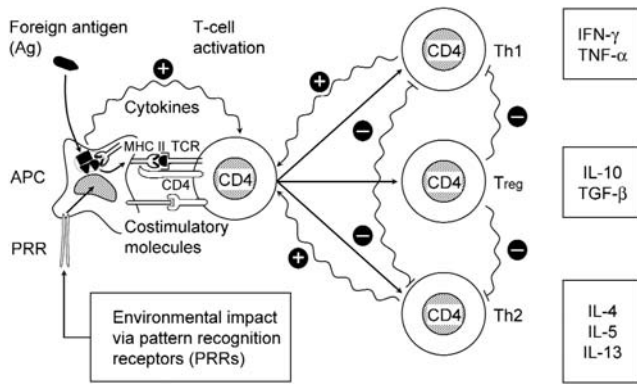 Foreign antigen
(Ag)
T-cell
activation
+
Cytokines
MHC II TCR
CD4
CD4
APC
Costimulatory
molecules
PRR
Environmental impact
via pattern recognition
receptors (PRRs)
+
−
−
+
CD4
Th1
CD4
Treg
CD4
Th2
−
−
IFN-γ
TNF-α
IL-10
TGF-β
IL-4
IL-5
IL-13